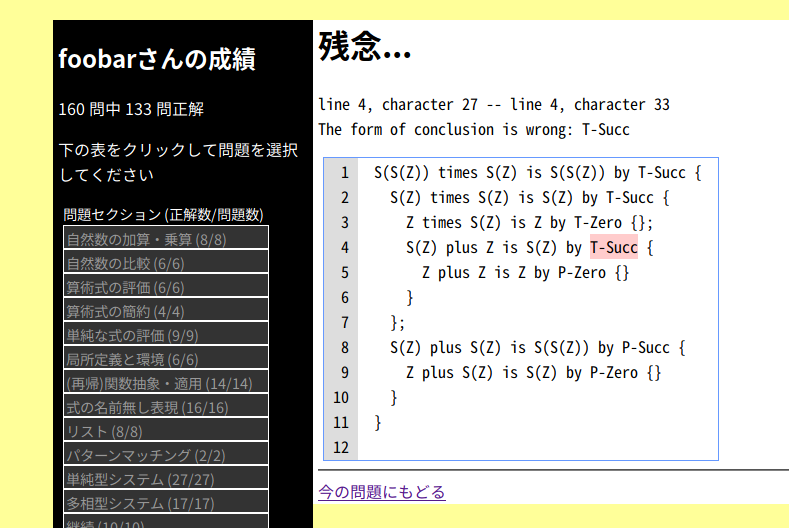 foobarさんの成績
160 問中 133 問正解
下の表をクリックして問題を選択
してください
問題セクション (正解数/問題数)
自然数の加算・乗算 (8/8)
自然数の比較 (6/6)
算術式の評価 (6/6)
算術式の簡約 (4/4)
単純な式の評価 (9/9)
局所定義と環境 (6/6)
(再帰)関数抽象・適用 (14/14)
式の名前無し表現 (16/16)
リスト (8/8)
パターンマッチング (2/2)
単純型システム (27/27)
多相型システム (17/17)
継続 (10/10)
残念...
line 4, character 27 -- line 4, character 33
The form of conclusion is wrong: T-Succ
1 S(S(Z)) times S(Z) is S(S(Z)) by T-Succ {
2 S(Z) times S(Z) is S(Z) by T-Succ {
3 Z times S(Z) is Z by T-Zero {};
4 S(Z) plus Z is S(Z) by T-Succ {
5 Z plus Z is Z by P-Zero {}
6 }
7 };
8 S(Z) plus S(Z) is S(S(Z)) by P-Succ {
9 Z plus S(Z) is S(Z) by P-Zero {}
10 }
11 }
12
今の問題にもどる